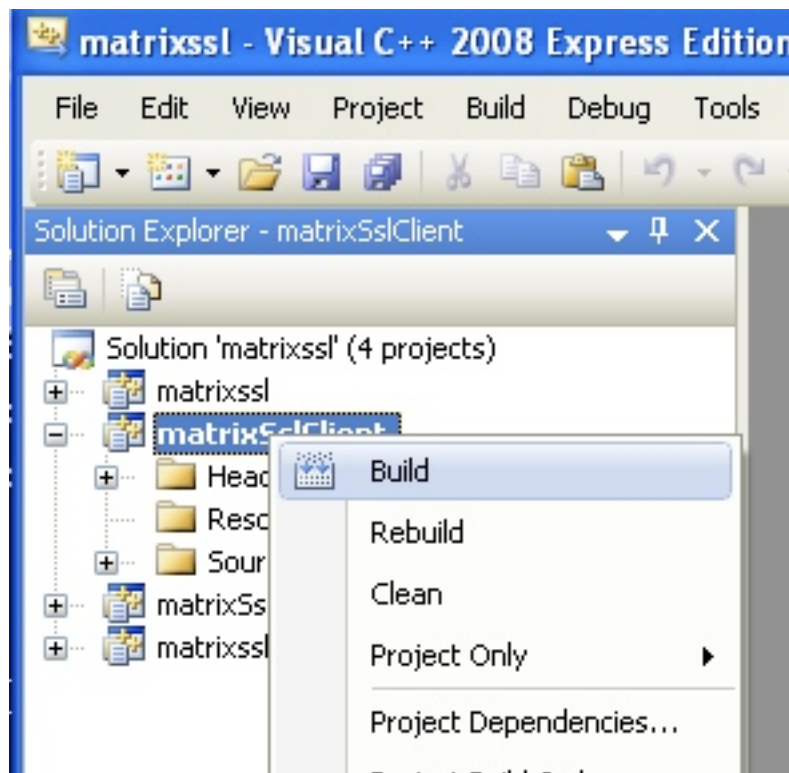 matrixssl - Visual C++ 2008 Express Edition
File Edit View Project Build Debug Tools
Solution Explorer - matrixSslClient
Solution 'matrixssl' (4 projects)
matrixssl
matrixSslClient
Build
Rebuild
Clean
Project Only
Project Dependencies...
matrixssl